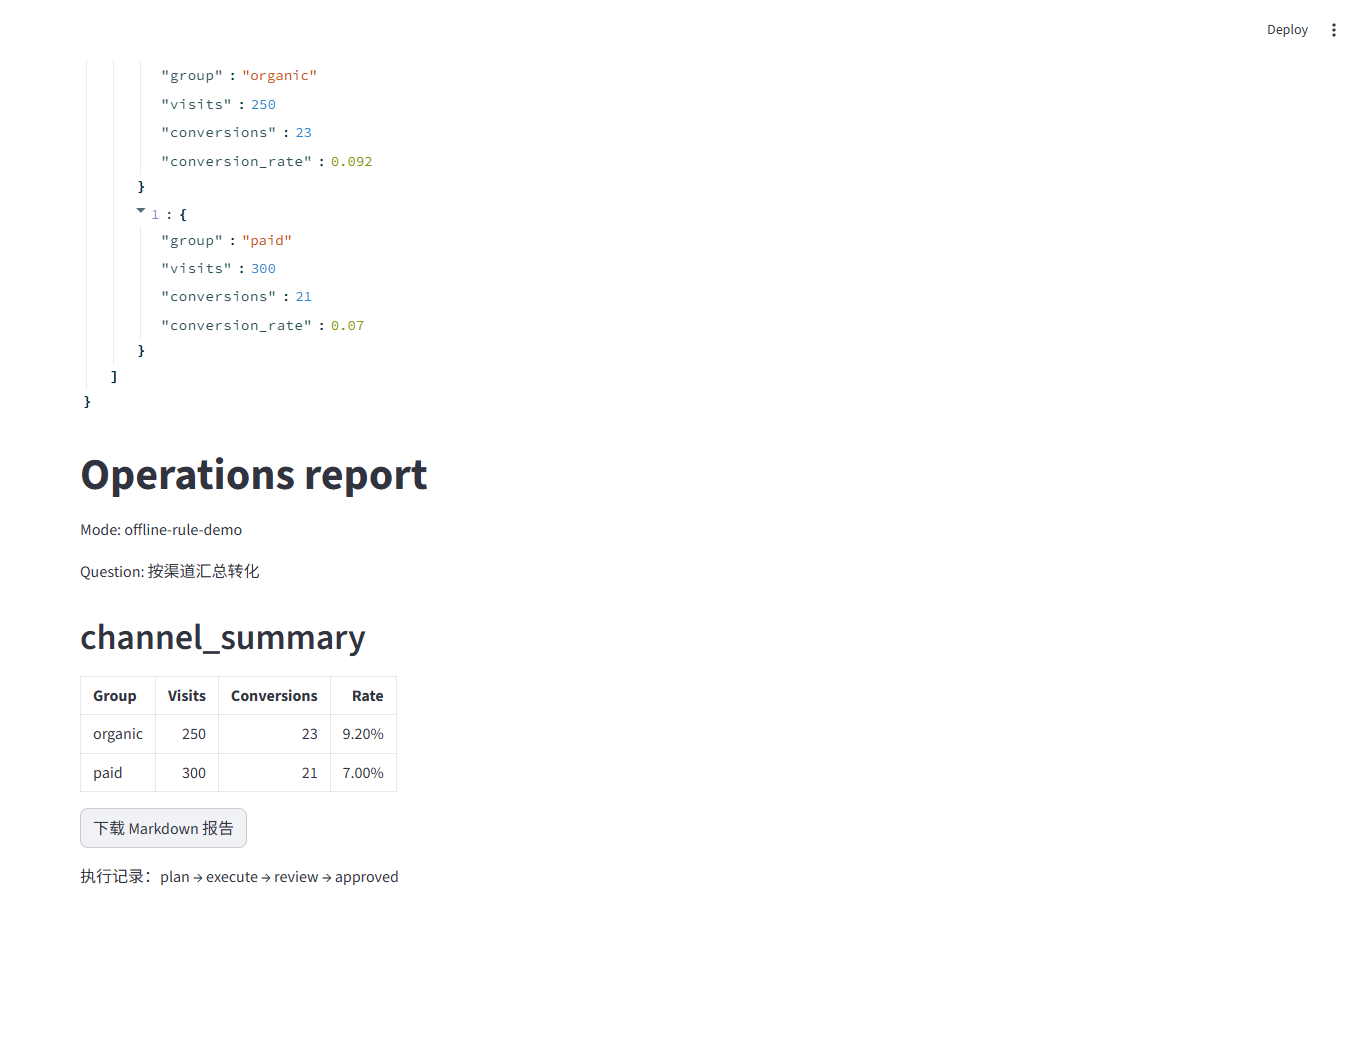 Deploy
"group" : "organic"
"visits" : 250
"conversions" : 23
"conversion_rate" : 0.092
}
1 : {
"group" : "paid"
"visits" : 300
"conversions" : 21
"conversion_rate" : 0.07
}
]
}
Operations report
Mode: offline-rule-demo
Question: 按渠道汇总转化
channel_summary
Group Visits Conversions Rate
organic 250 23 9.20%
paid 300 21 7.00%
下载 Markdown 报告
执行记录：plan → execute → review → approved